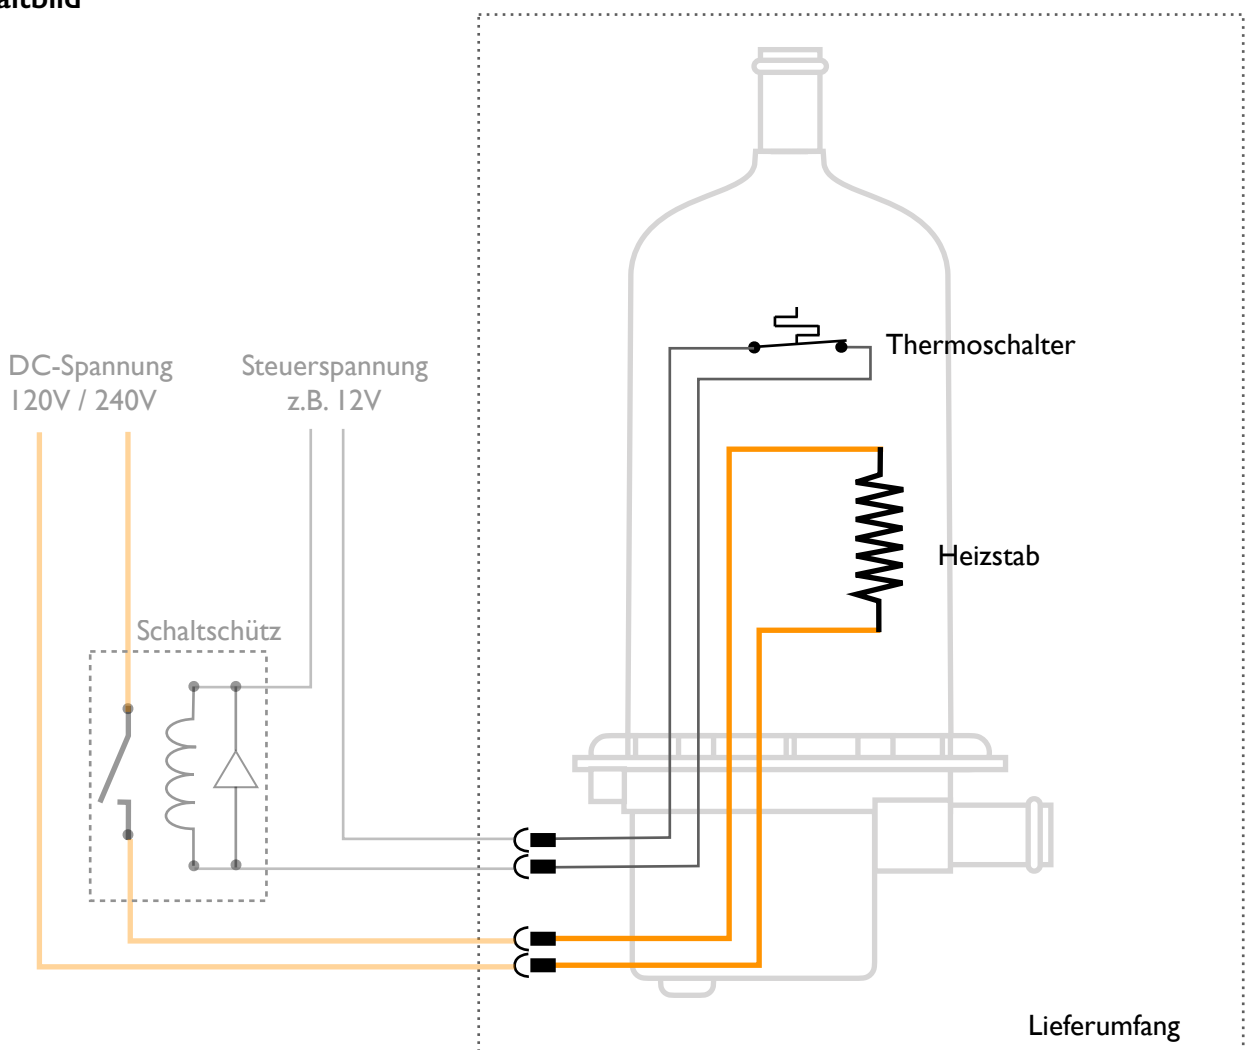 Thermoschalter
DC-Spannung
120V / 240V
Steuerspannung
z.B. 12V
Heizstab
Schaltschütz
Lieferumfang